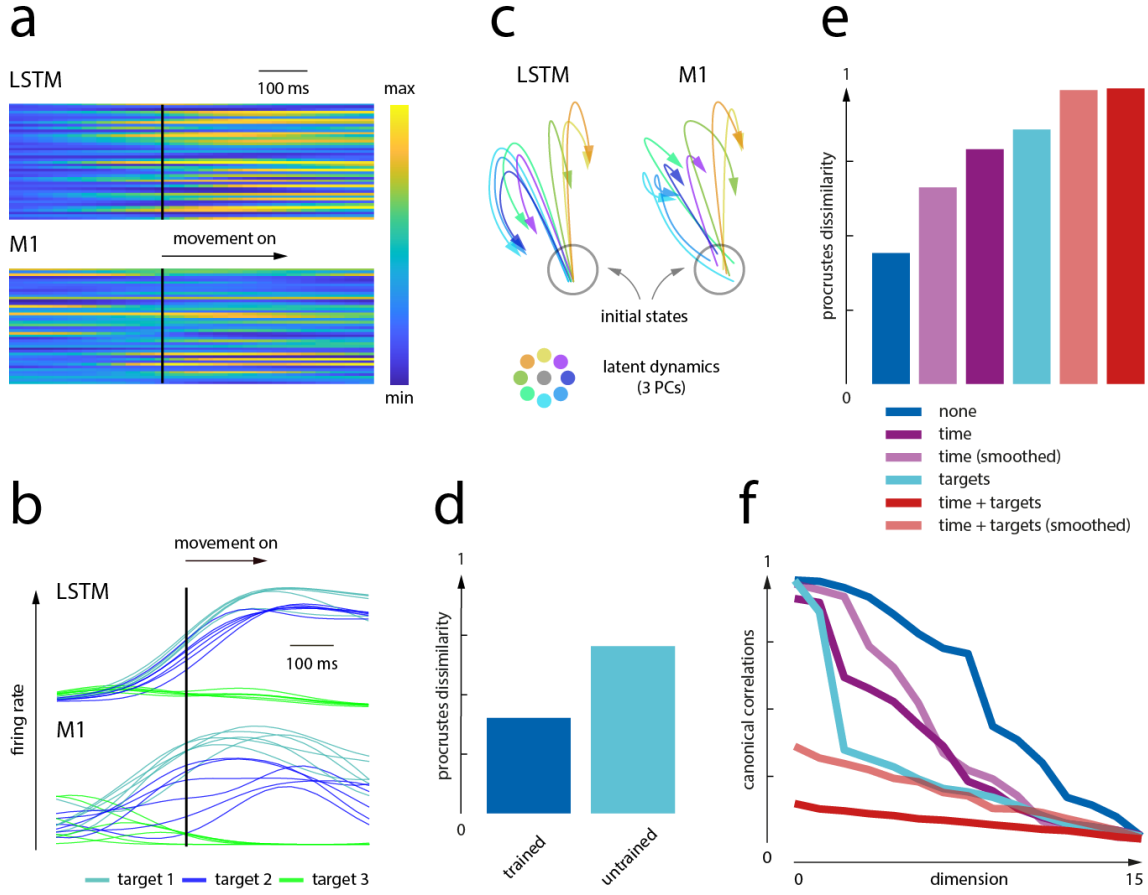 a
LSTM
100 ms
max
M1
movement on
min
b
movement on
LSTM
100 ms
firing rate
M1
target 1
target 2
target 3
c
LSTM
M1
initial states
latent dynamics
(3 PCs)
d
1
procrustes dissimilarity
0
trained
untrained
e
1
procrustes dissimilarity
0
none
time
time (smoothed)
targets
time + targets
time + targets (smoothed)
f
1
canonical correlations
0
0
dimension
15